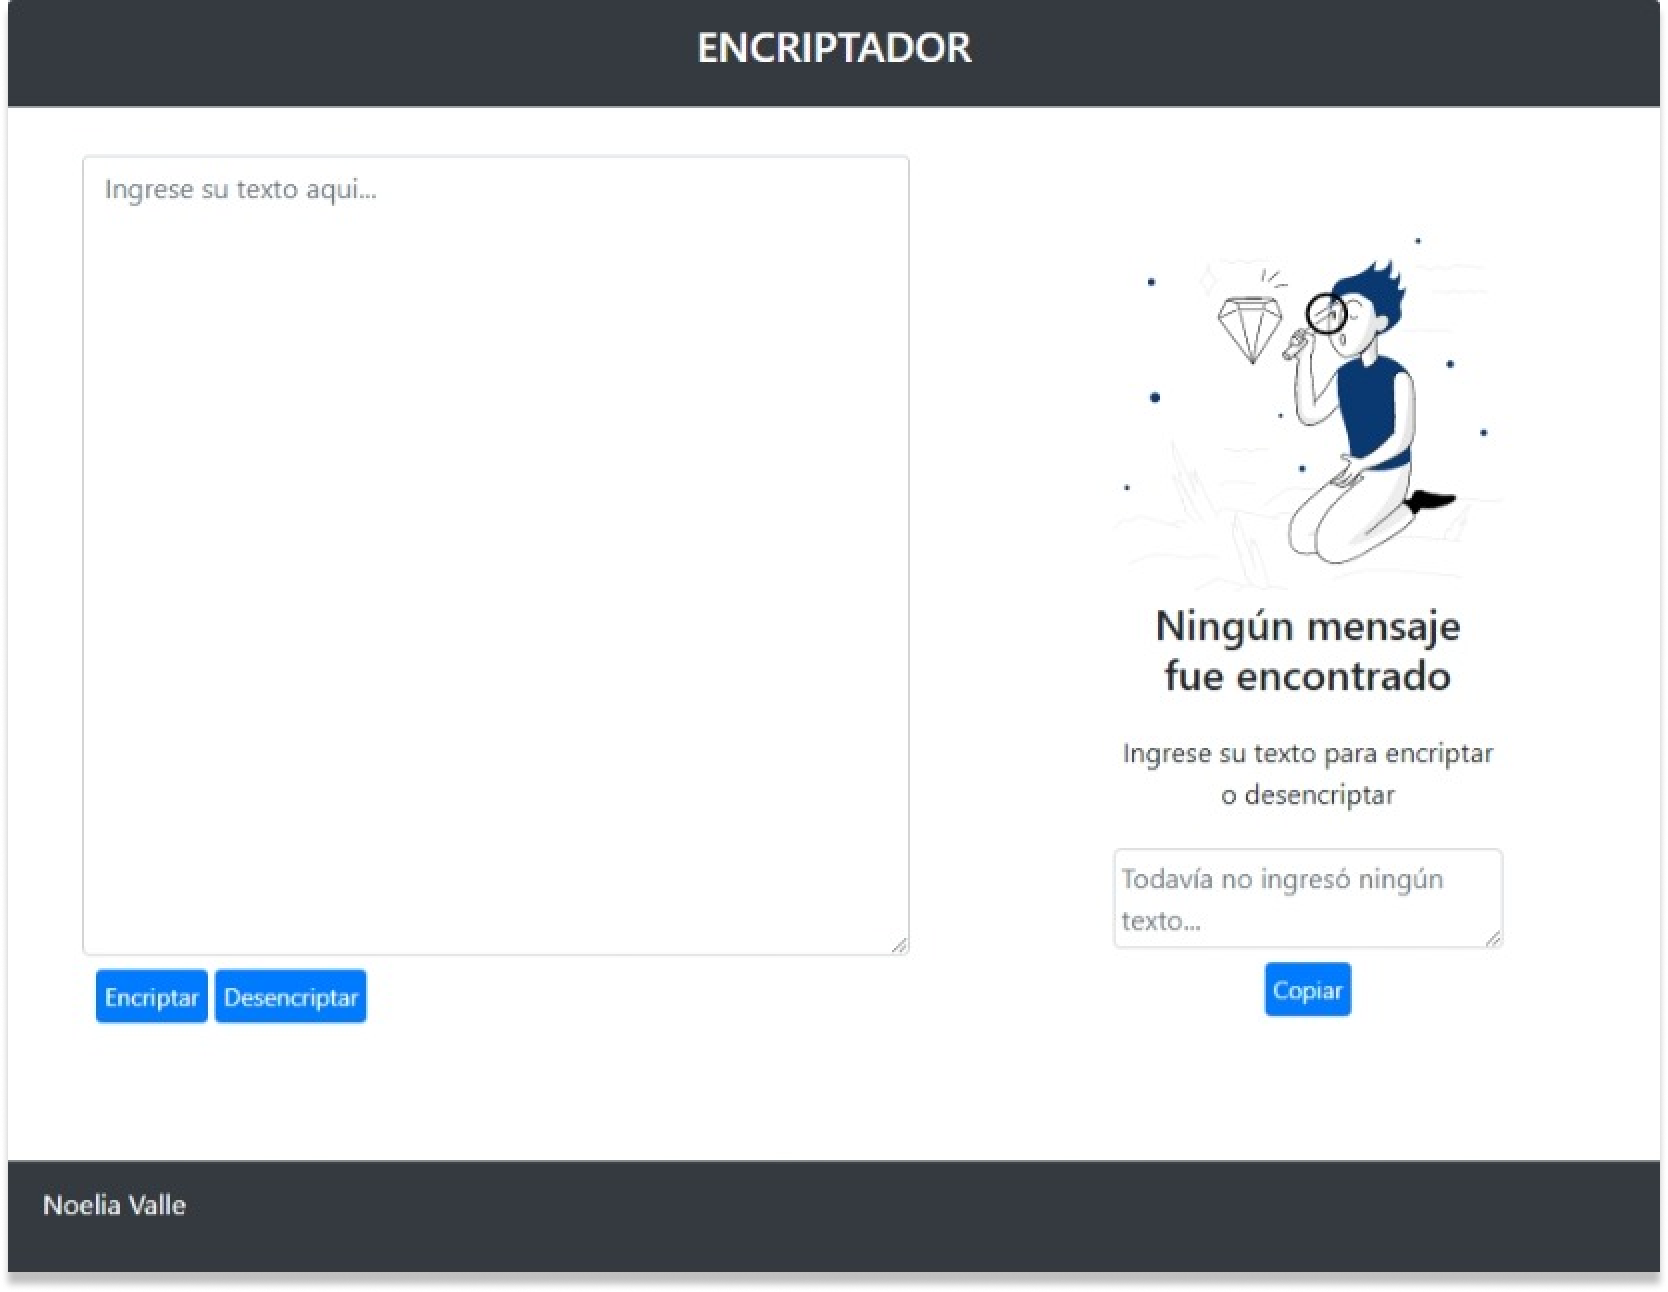 ENCRIPTADOR
Ingrese su texto aqui...
Encriptar Desencriptar
Ningún mensaje
fue encontrado
Ingrese su texto para encriptar
o desencriptar
Todavía no ingresó ningún
texto...
Copiar
Noelia Valle